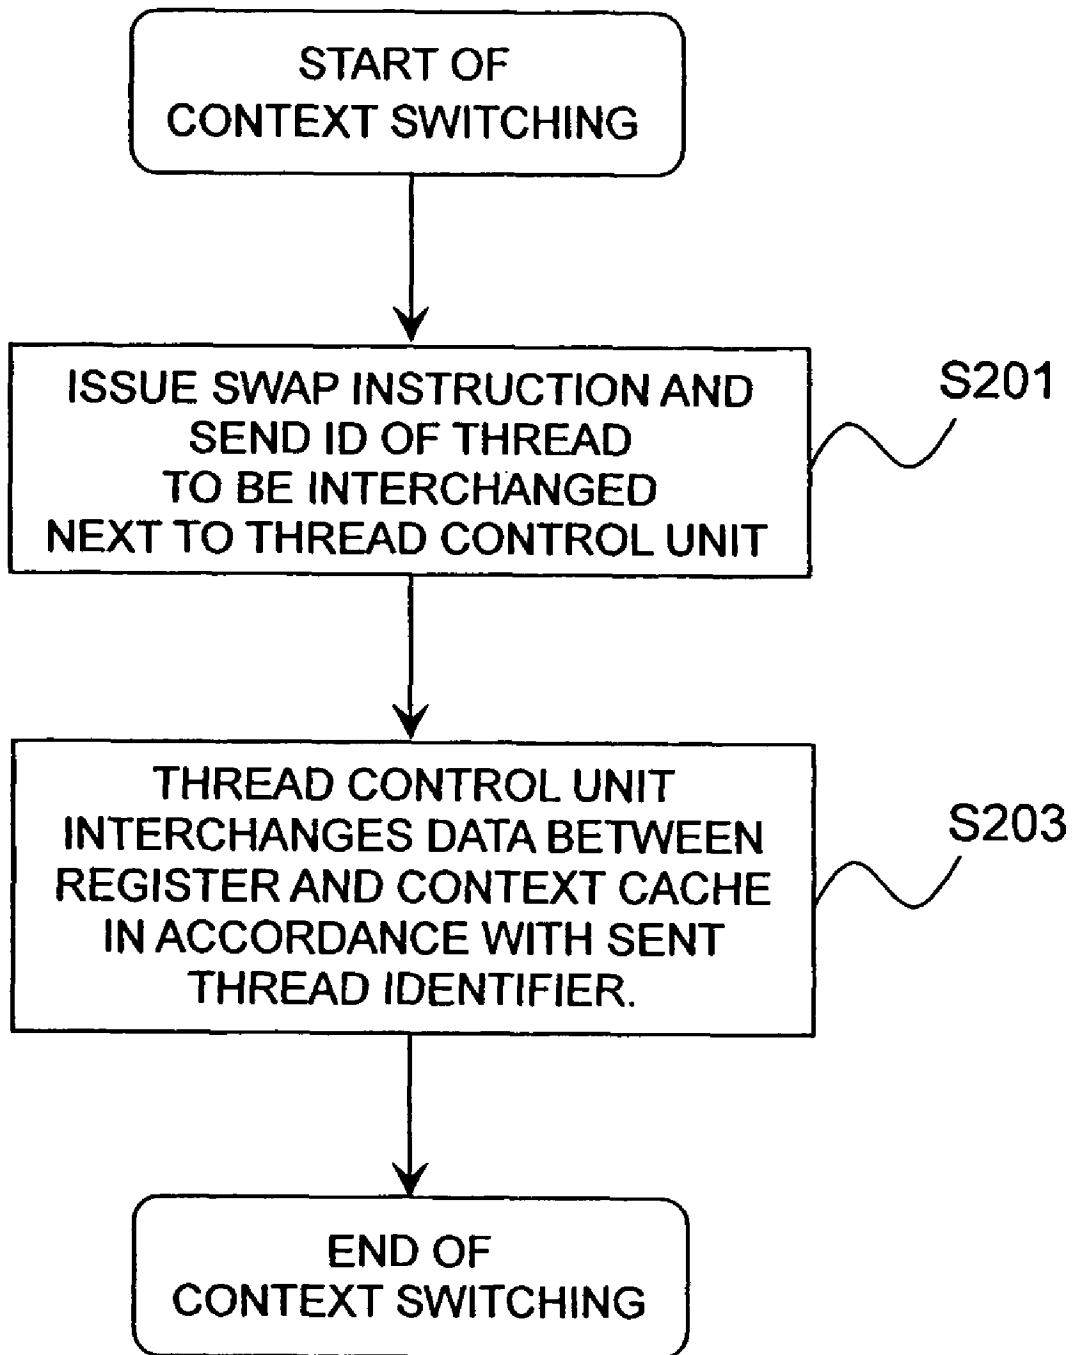 START OF
CONTEXT SWITCHING
ISSUE SWAP INSTRUCTION AND
SEND ID OF THREAD
TO BE INTERCHANGED
NEXT TO THREAD CONTROL UNIT
S201
THREAD CONTROL UNIT
INTERCHANGES DATA BETWEEN
REGISTER AND CONTEXT CACHE
IN ACCORDANCE WITH SENT
THREAD IDENTIFIER.
S203
END OF
CONTEXT SWITCHING